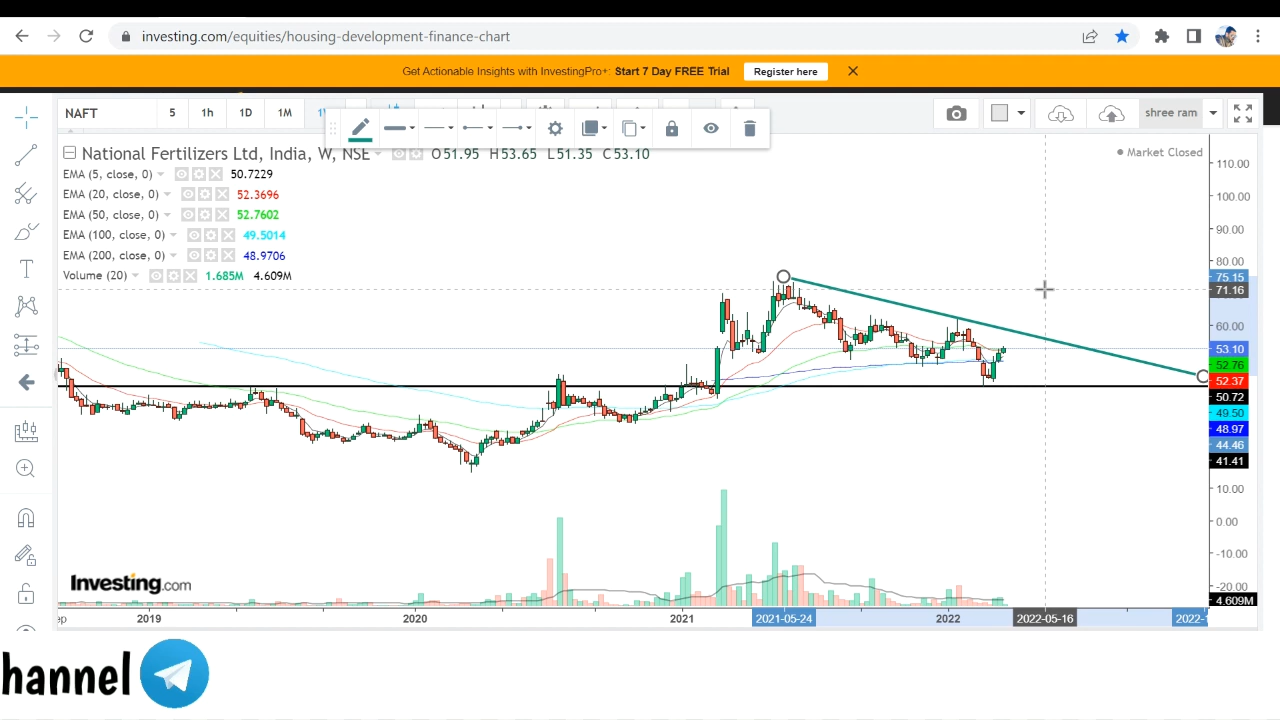 investing.com/equities/housing-development-finance-chart
Get Actionable Insights with InvestingPro+: Start 7 Day FREE Trial
Register here
NAFT 5 1h 1D 1M
shree ram
National Fertilizers Ltd, India, W, NSE O51.95 H53.65 L51.35 C53.10
Market Closed
EMA (5, close, 0) 50.7229
EMA (20, close, 0) 52.3696
EMA (50, close, 0) 52.7602
EMA (100, close, 0) 49.5014
EMA (200, close, 0) 48.9706
Volume (20) 1.685M 4.609M
110.00
100.00
90.00
80.00
75.15
71.16
60.00
53.10
52.76
52.37
50.72
49.50
48.97
44.46
41.41
10.00
0.00
-10.00
-20.00
4.609M
Investing.com
2019 2020 2021 2021-05-24 2022 2022-05-16 2022-
hannel